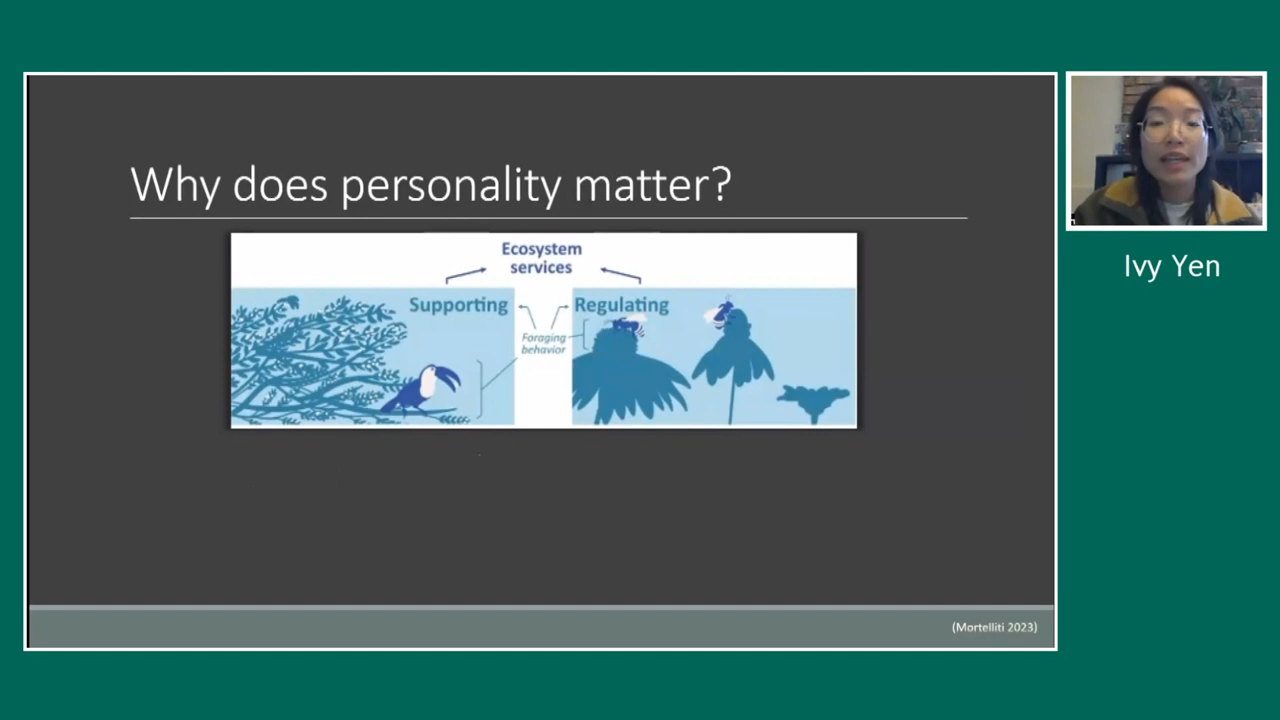 Why does personality matter?
Ecosystem
services
Supporting
Regulating
Foraging
behavior
(Mortelliti 2023)
Ivy Yen